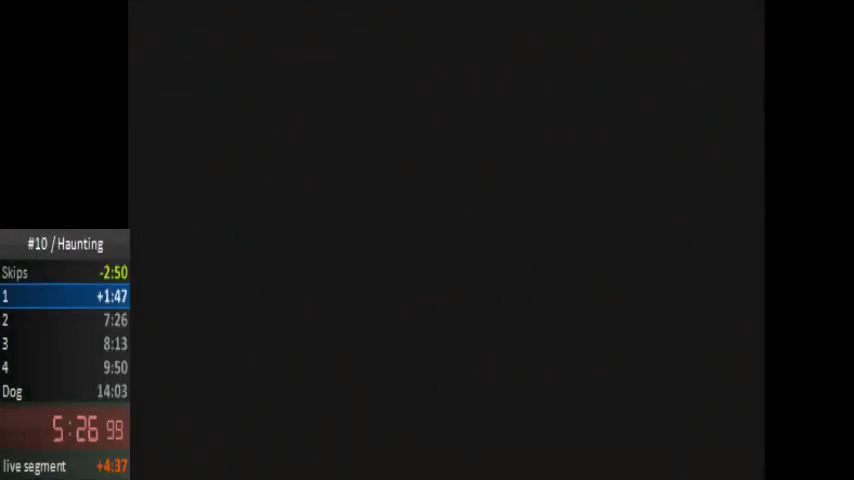 #10 / Haunting
Skips -2:50
1 +1:47
2 7:26
3 8:13
4 9:50
Dog 14:03
5:26 99
live segment +4:37